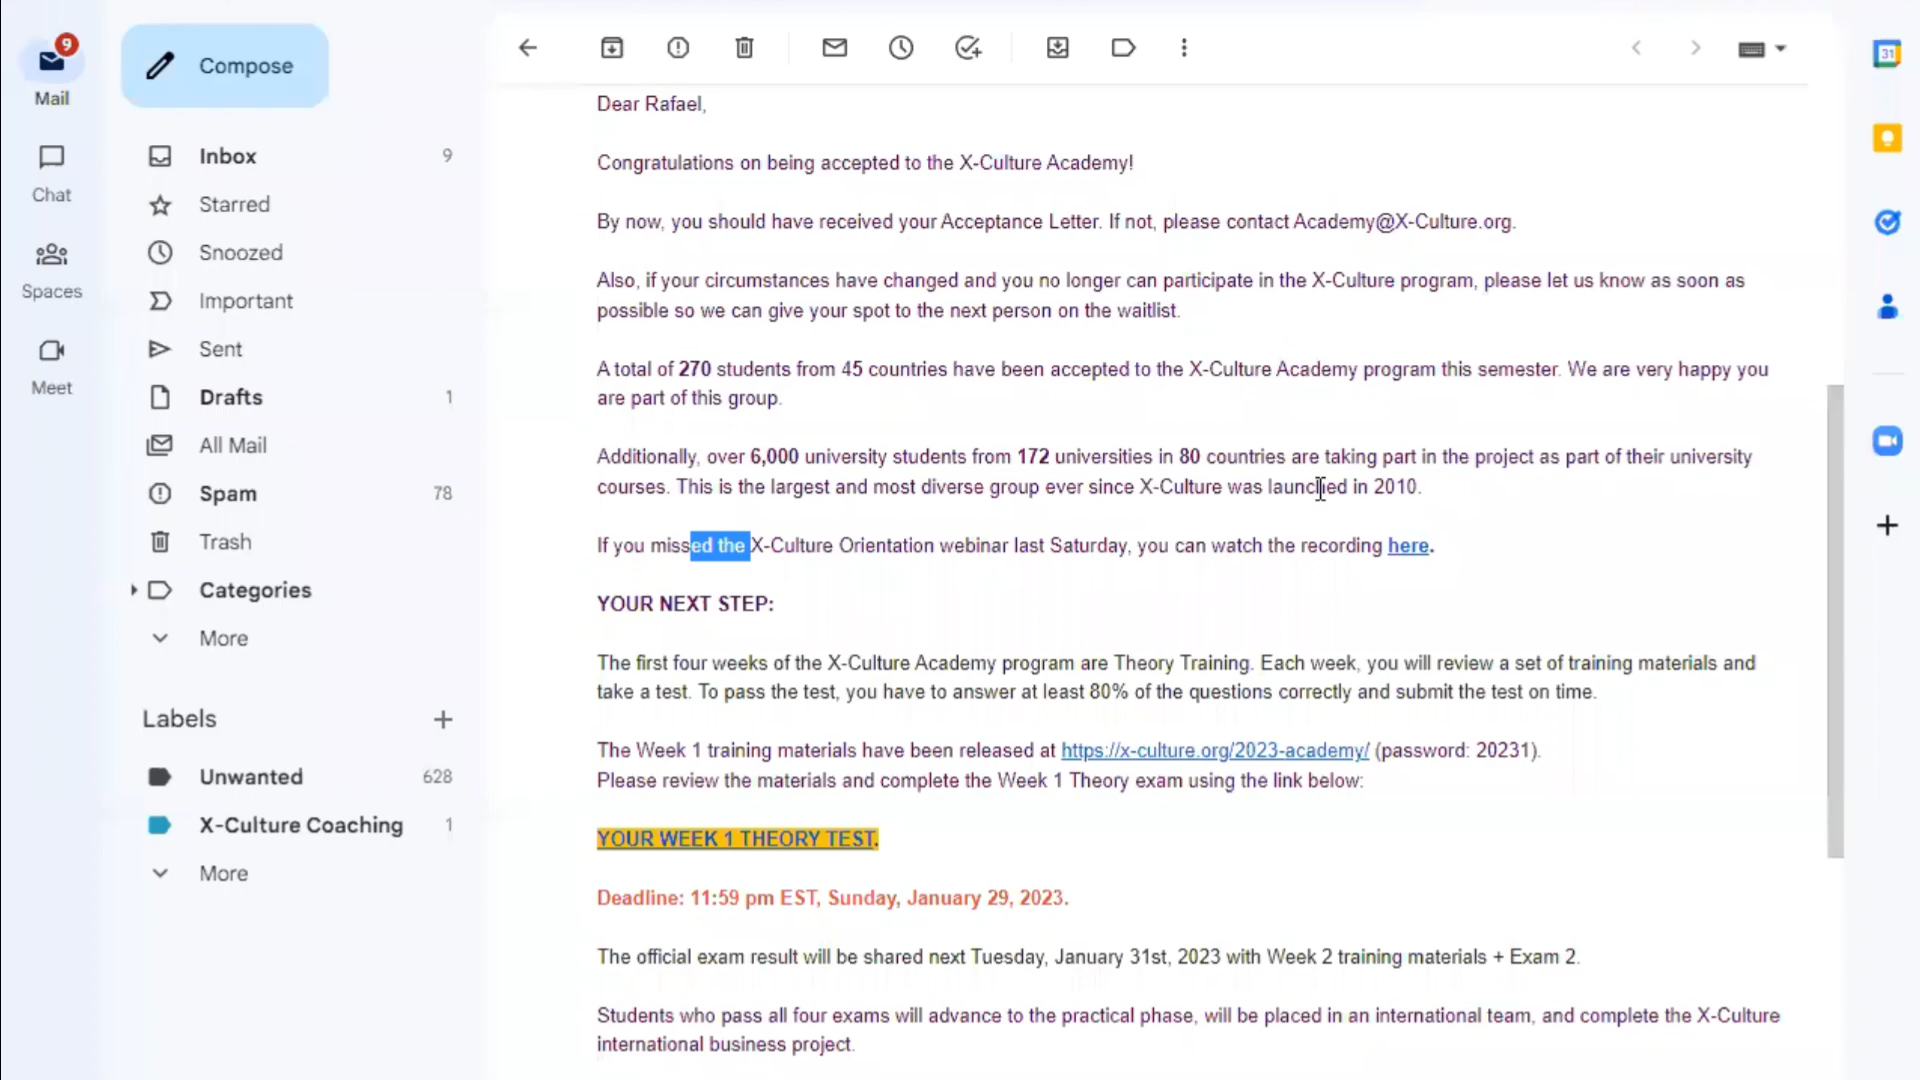 9
Mail
Chat
Spaces
Meet
Compose
Inbox 9
Starred
Snoozed
Important
Sent
Drafts 1
All Mail
Spam 78
Trash
Categories
More
Labels
Unwanted 628
X-Culture Coaching 1
More
Dear Rafael,
Congratulations on being accepted to the X-Culture Academy!
By now, you should have received your Acceptance Letter. If not, please contact Academy@X-Culture.org.
Also, if your circumstances have changed and you no longer can participate in the X-Culture program, please let us know as soon as
possible so we can give your spot to the next person on the waitlist.
A total of 270 students from 45 countries have been accepted to the X-Culture Academy program this semester. We are very happy you
are part of this group.
Additionally, over 6,000 university students from 172 universities in 80 countries are taking part in the project as part of their university
courses. This is the largest and most diverse group ever since X-Culture was launched in 2010.
If you missed the X-Culture Orientation webinar last Saturday, you can watch the recording here.
YOUR NEXT STEP:
The first four weeks of the X-Culture Academy program are Theory Training. Each week, you will review a set of training materials and
take a test. To pass the test, you have to answer at least 80% of the questions correctly and submit the test on time.
The Week 1 training materials have been released at https://x-culture.org/2023-academy/ (password: 20231).
Please review the materials and complete the Week 1 Theory exam using the link below:
YOUR WEEK 1 THEORY TEST.
Deadline: 11:59 pm EST, Sunday, January 29, 2023.
The official exam result will be shared next Tuesday, January 31st, 2023 with Week 2 training materials + Exam 2.
Students who pass all four exams will advance to the practical phase, will be placed in an international team, and complete the X-Culture
international business project.
31